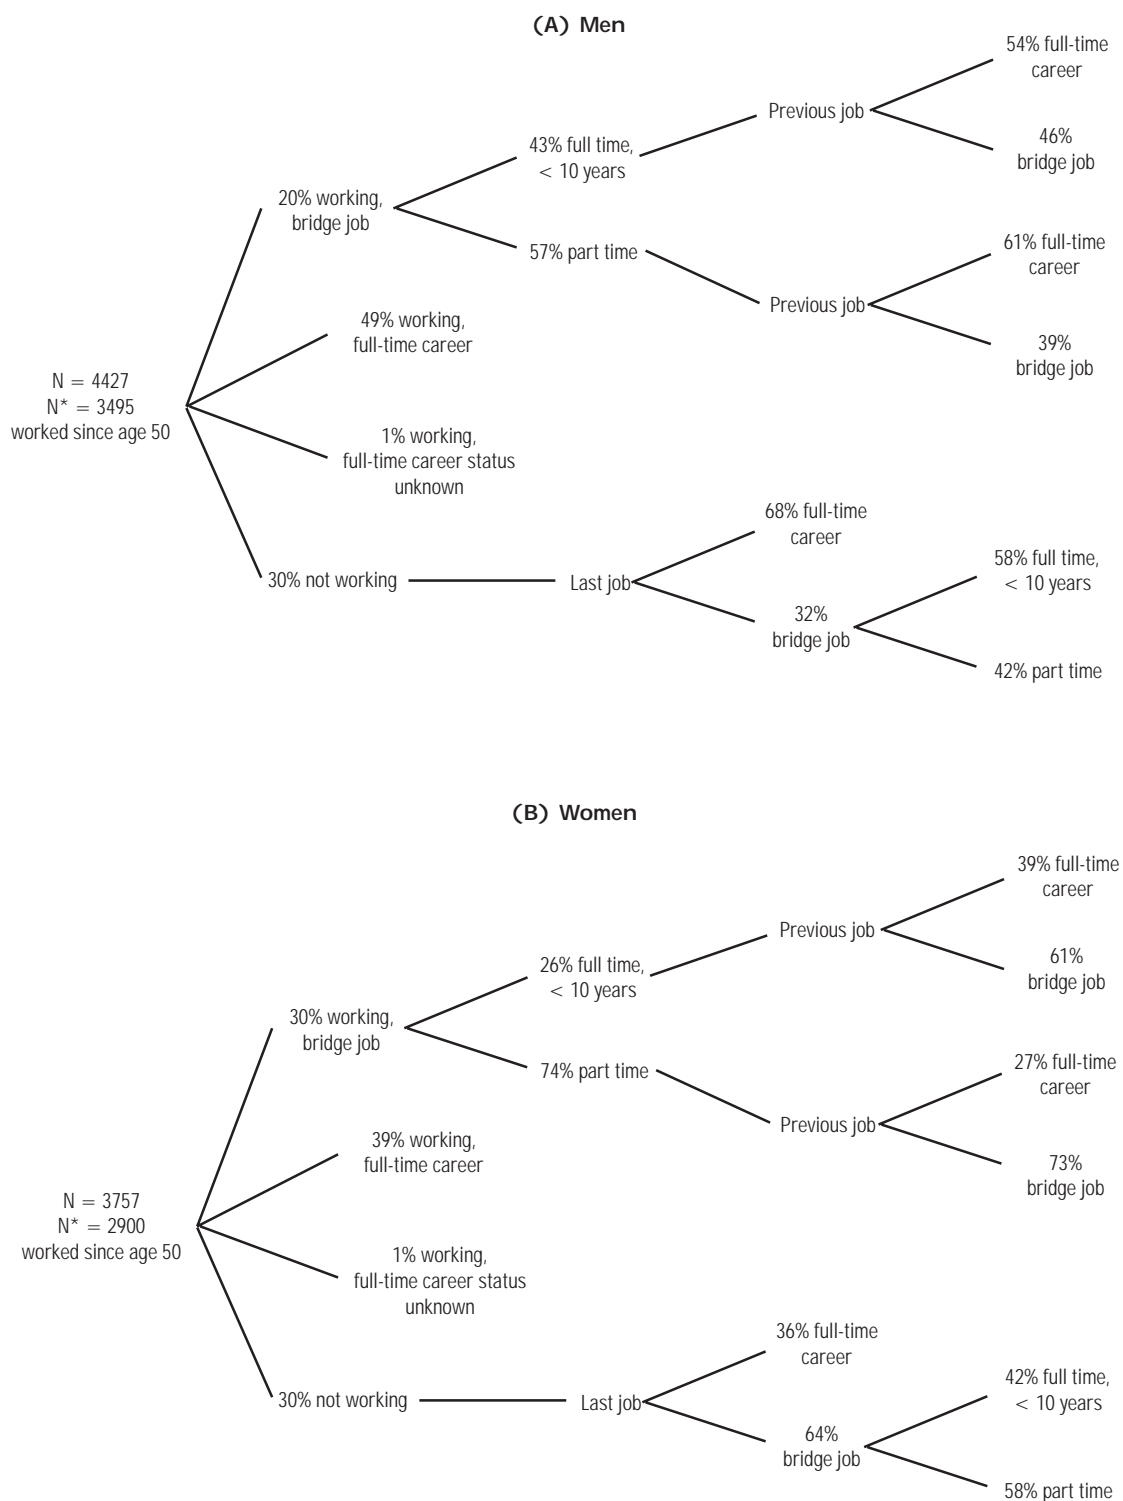 (A) Men
54% full-time
career
Previous job
46%
bridge job
43% full time,
< 10 years
20% working,
bridge job
57% part time
61% full-time
career
Previous job
39%
bridge job
49% working,
full-time career
N = 4427
N* = 3495
worked since age 50
1% working,
full-time career status
unknown
68% full-time
career
30% not working
Last job
58% full time,
< 10 years
32%
bridge job
42% part time
(B) Women
39% full-time
career
Previous job
61%
bridge job
26% full time,
< 10 years
30% working,
bridge job
74% part time
27% full-time
career
Previous job
73%
bridge job
39% working,
full-time career
N = 3757
N* = 2900
worked since age 50
1% working,
full-time career status
unknown
36% full-time
career
30% not working
Last job
42% full time,
< 10 years
64%
bridge job
58% part time